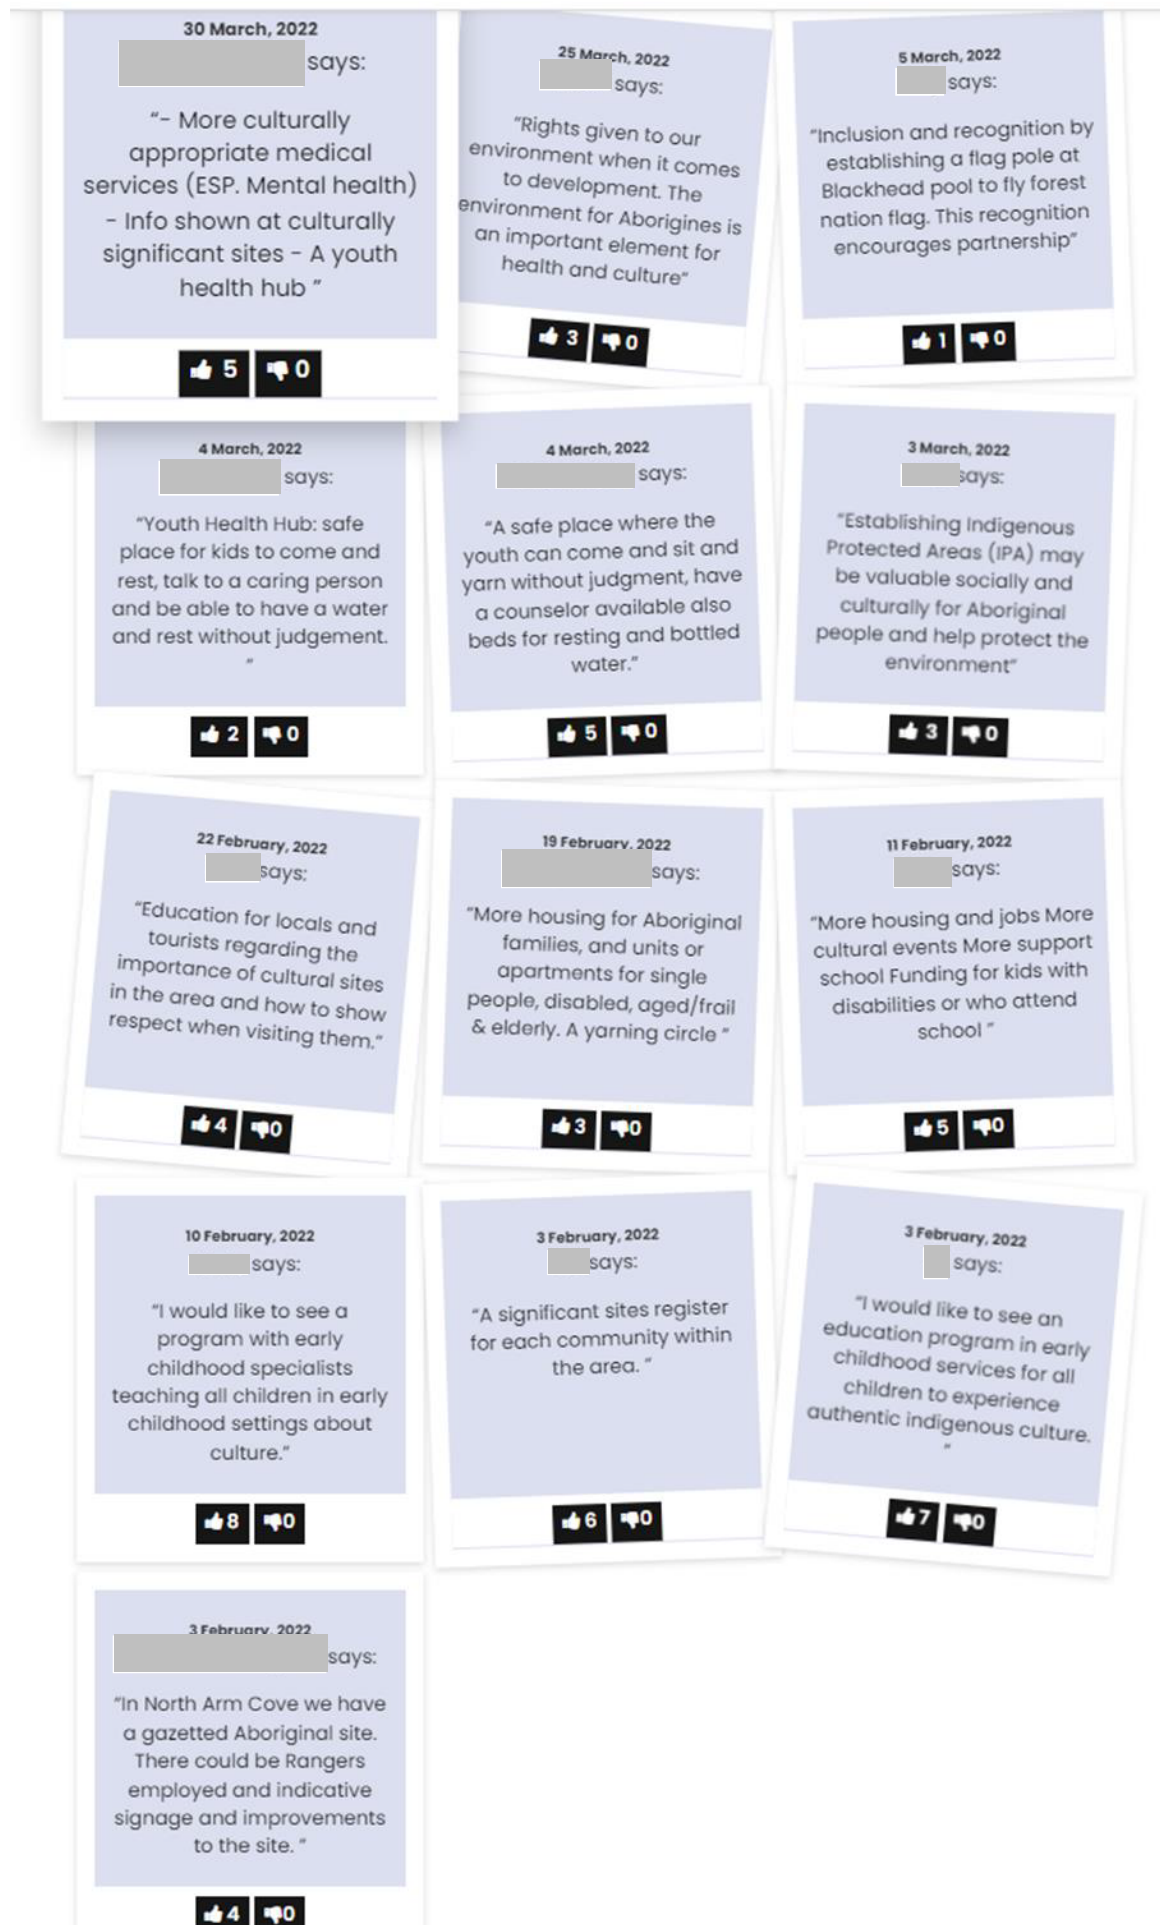 30 March, 2022
says:
“- More culturally
appropriate medical
services (ESP. Mental health)
- Info shown at culturally
significant sites - A youth
health hub ”
5 0
25 March, 2022
says:
“Rights given to our
environment when it comes
to development. The
environment for Aborigines is
an important element for
health and culture”
3 0
5 March, 2022
says:
“Inclusion and recognition by
establishing a flag pole at
Blackhead pool to fly forest
nation flag. This recognition
encourages partnership”
1 0
4 March, 2022
says:
“Youth Health Hub: safe
place for kids to come and
rest, talk to a caring person
and be able to have a water
and rest without judgement.
”
2 0
4 March, 2022
says:
“A safe place where the
youth can come and sit and
yarn without judgment, have
a counselor available also
beds for resting and bottled
water.”
5 0
3 March, 2022
says:
“Establishing Indigenous
Protected Areas (IPA) may
be valuable socially and
culturally for Aboriginal
people and help protect the
environment”
3 0
22 February, 2022
says:
“Education for locals and
tourists regarding the
importance of cultural sites
in the area and how to show
respect when visiting them.”
4 0
19 February, 2022
says:
“More housing for Aboriginal
families, and units or
apartments for single
people, disabled, aged/frail
& elderly. A yarning circle ”
3 0
11 February, 2022
says:
“More housing and jobs More
cultural events More support
school Funding for kids with
disabilities or who attend
school ”
5 0
10 February, 2022
says:
“I would like to see a
program with early
childhood specialists
teaching all children in early
childhood settings about
culture.”
8 0
3 February, 2022
says:
“A significant sites register
for each community within
the area. ”
6 0
3 February, 2022
says:
“I would like to see an
education program in early
childhood services for all
children to experience
authentic indigenous culture.
”
7 0
3 February, 2022
says:
“In North Arm Cove we have
a gazetted Aboriginal site.
There could be Rangers
employed and indicative
signage and improvements
to the site. ”
4 0